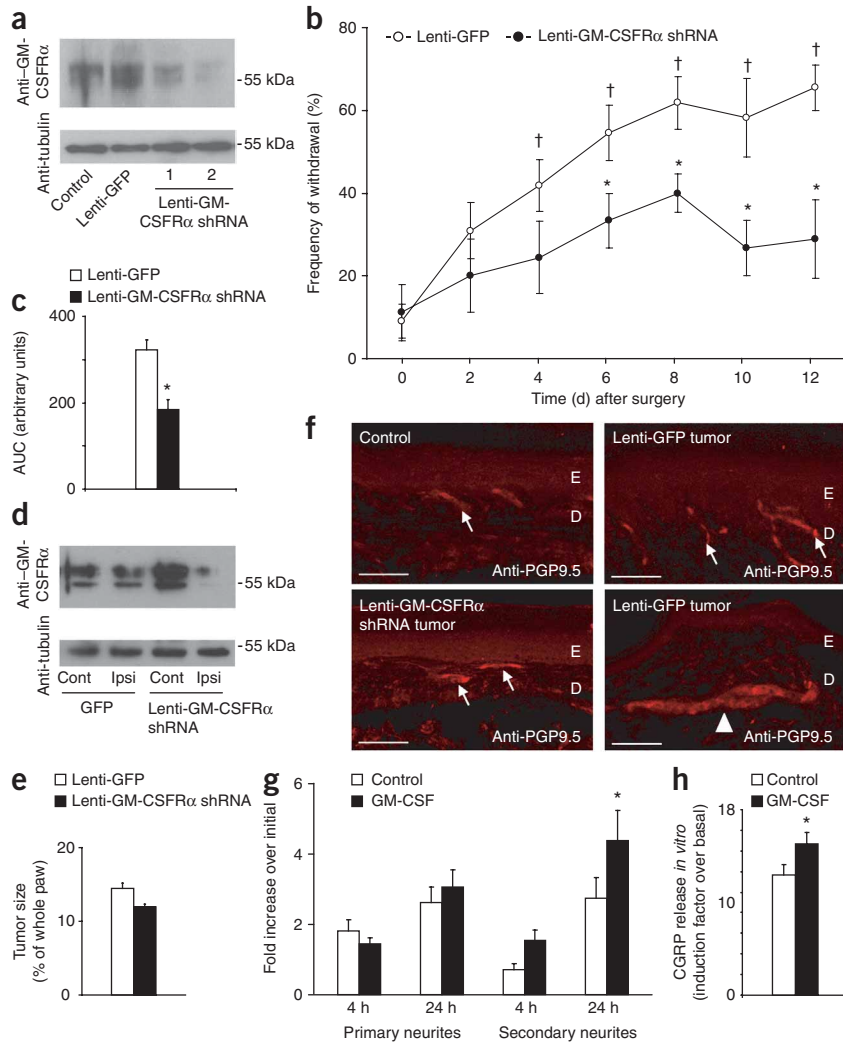 a
Anti–GM-
CSFRα
- 55 kDa
Anti-tubulin
- 55 kDa
Control
Lenti-GFP
1
2
Lenti-GM-
CSFRα shRNA
b
Lenti-GFP
Lenti-GM-CSFRα shRNA
Frequency of withdrawal (%)
80
60
40
20
0
†
†
†
†
†
*
*
*
*
0
2
4
6
8
10
12
Time (d) after surgery
c
Lenti-GFP
Lenti-GM-CSFRα shRNA
AUC (arbitrary units)
400
200
0
*
d
Anti–GM-
CSFRα
- 55 kDa
Anti-tubulin
- 55 kDa
Cont
Ipsi
Cont
Ipsi
GFP
Lenti-GM-CSFRα
shRNA
e
Lenti-GFP
Lenti-GM-CSFRα shRNA
Tumor size
(% of whole paw)
20
10
0
f
Control
E
D
Anti-PGP9.5
Lenti-GFP tumor
E
D
Anti-PGP9.5
Lenti-GM-CSFRα
shRNA tumor
E
D
Anti-PGP9.5
Lenti-GFP tumor
E
D
Anti-PGP9.5
g
Control
GM-CSF
Fold increase over initial
6
4
2
0
*
4 h
24 h
4 h
24 h
Primary neurites
Secondary neurites
h
Control
GM-CSF
CGRP release in vitro
(induction factor over basal)
18
10
0
*